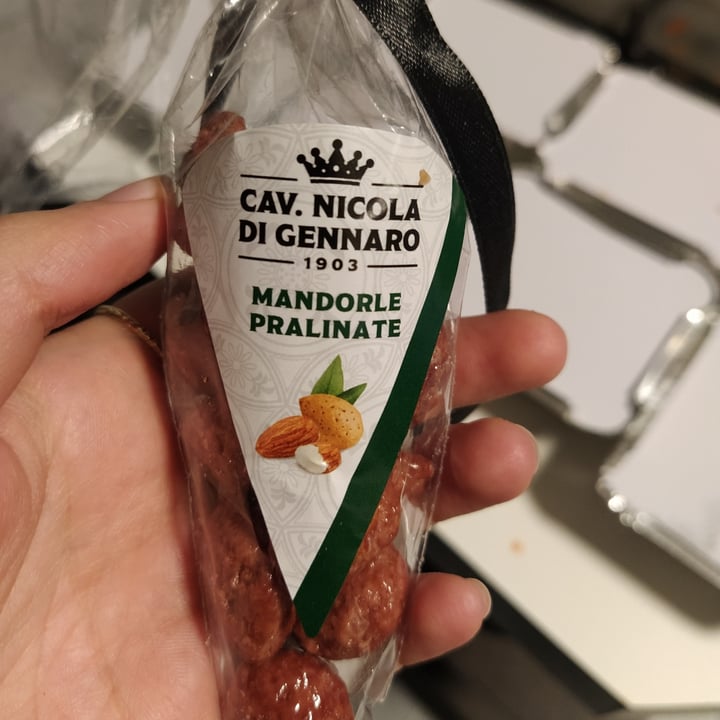 CAV. NICOLA
DI GENNARO
1903
MANDORLE
PRALINATE